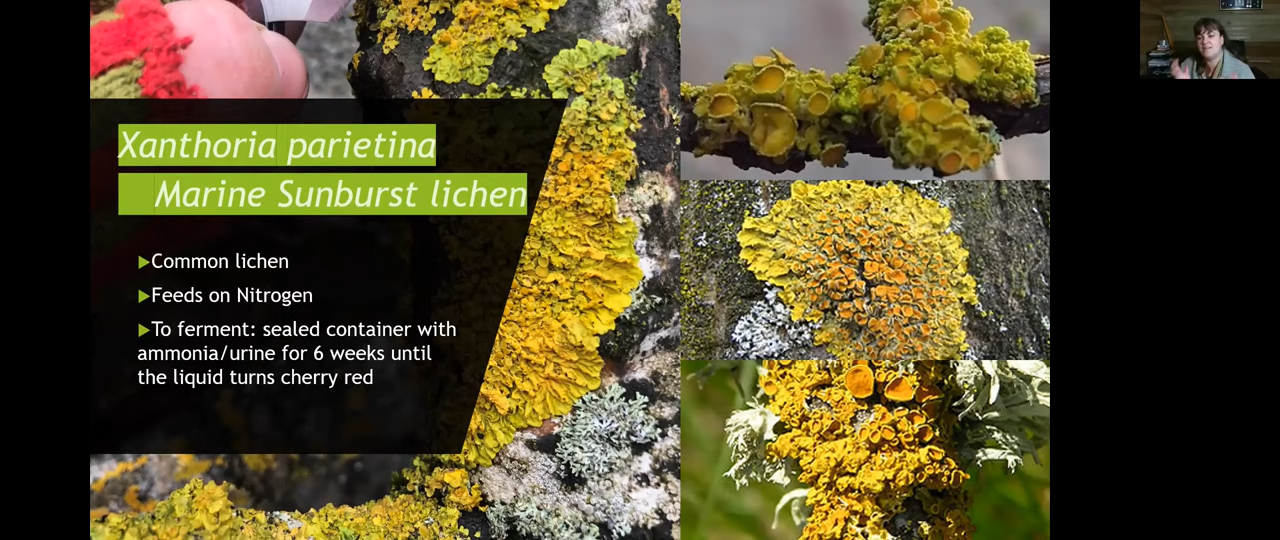 Xanthoria parietina
Marine Sunburst lichen
Common lichen
Feeds on Nitrogen
To ferment: sealed container with
ammonia/urine for 6 weeks until
the liquid turns cherry red